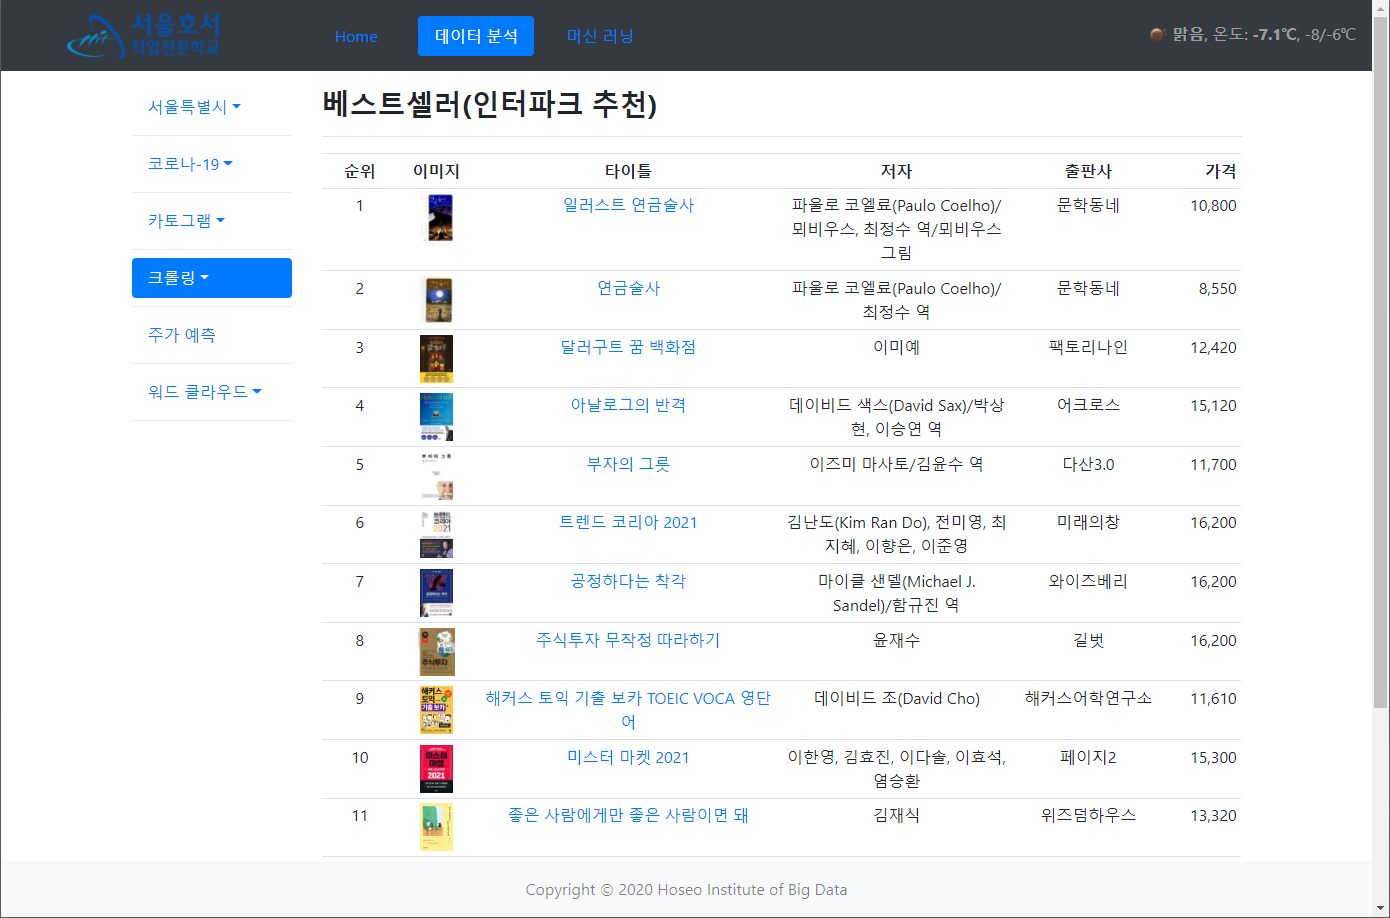 서울호서
직업전문학교
Home 데이터 분석 머신 러닝 맑음, 온도: -7.1℃, -8/-6℃
서울특별시
코로나-19
카토그램
크롤링
주가 예측
워드 클라우드
베스트셀러(인터파크 추천)
순위 이미지 타이틀 저자 출판사 가격
1 일러스트 연금술사 파울로 코엘료(Paulo Coelho)/ 문학동네 10,800
뫼비우스, 최정수 역/뫼비우스
그림
2 연금술사 파울로 코엘료(Paulo Coelho)/ 문학동네 8,550
최정수 역
3 달러구트 꿈 백화점 이미예 팩토리나인 12,420
4 아날로그의 반격 데이비드 색스(David Sax)/박상 어크로스 15,120
현, 이승연 역
5 부자의 그릇 이즈미 마사토/김윤수 역 다산3.0 11,700
6 트렌드 코리아 2021 김난도(Kim Ran Do), 전미영, 최 미래의창 16,200
지혜, 이향은, 이준영
7 공정하다는 착각 마이클 샌델(Michael J. 와이즈베리 16,200
Sandel)/함규진 역
8 주식투자 무작정 따라하기 윤재수 길벗 16,200
9 해커스 토익 기출 보카 TOEIC VOCA 영단 데이비드 조(David Cho) 해커스어학연구소 11,610
어
10 미스터 마켓 2021 이한영, 김효진, 이다솔, 이효석, 페이지2 15,300
염승환
11 좋은 사람에게만 좋은 사람이면 돼 김재식 위즈덤하우스 13,320
Copyright © 2020 Hoseo Institute of Big Data